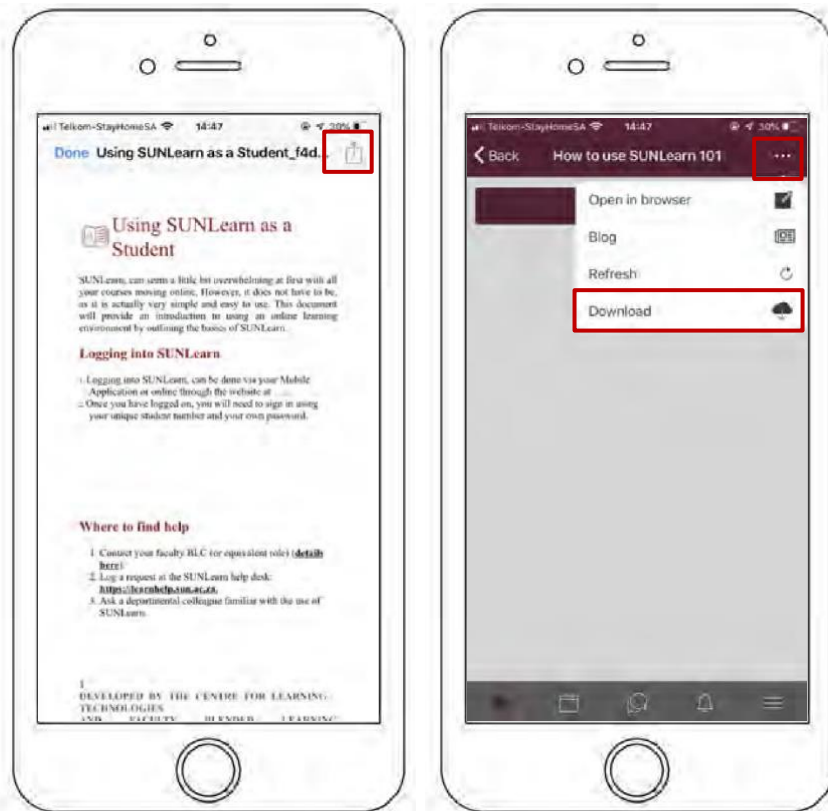 Telkom-StayHomeSA 14:47 30%
Done Using SUNLearn as a Student_f4d...
Using SUNLearn as a
Student
SUNLearn, can seem a little bit overwhelming at first with all
your courses moving online. However, it does not have to be,
as it is actually very simple and easy to use. This document
will provide an introduction to using an online learning
environment by outlining the basics of SUNLearn.
Logging into SUNLearn
1. Logging into SUNLearn, can be done via your Mobile
Application or online through the website at
2. Once you have logged on, you will need to sign in using
your unique student number and your own password.
Where to find help
1. Contact your faculty BLC (or equivalent role) (details
here)
2. Log a request at the SUNLearn help desk:
https://learnhelp.sun.ac.za.
3. Ask a departmental colleague familiar with the use of
SUNLearn.
1
DEVELOPED BY THE CENTRE FOR LEARNING
TECHNOLOGIES
AND FACULTY BLENDED LEARNING
Telkom-StayHomeSA 14:47 30%
Back How to use SUNLearn 101 ...
Open in browser
Blog
Refresh
Download